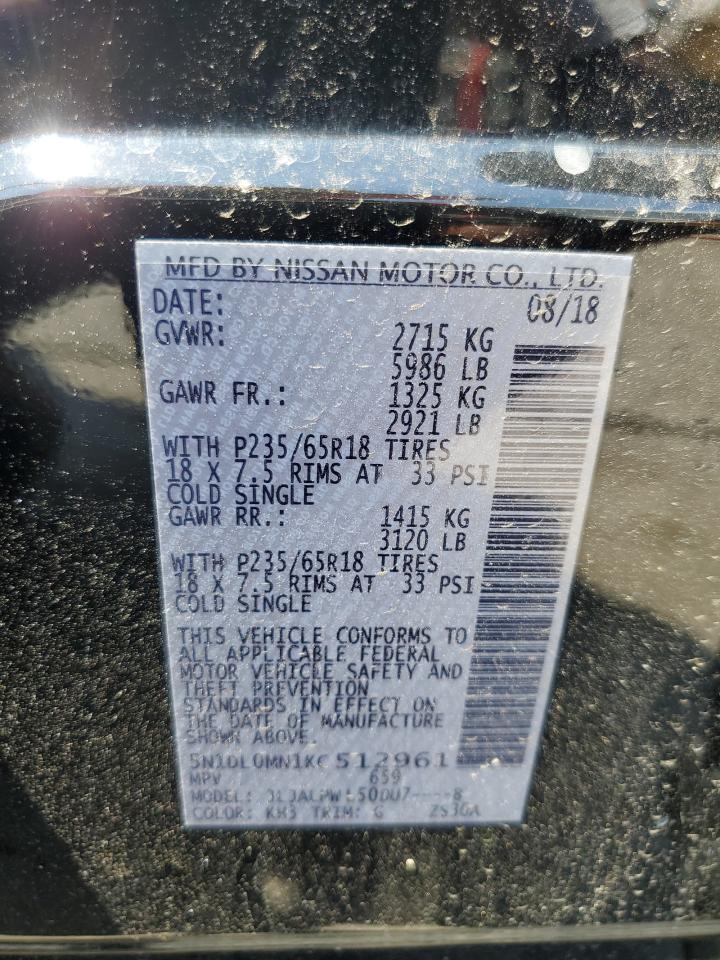 MFD BY NISSAN MOTOR CO., LTD.
DATE: 08/18
GVWR: 2715 KG
5986 LB
GAWR FR.: 1325 KG
2921 LB
WITH P235/65R18 TIRES
18 X 7.5 RIMS AT 33 PSI
COLD SINGLE
GAWR RR.: 1415 KG
3120 LB
WITH P235/65R18 TIRES
18 X 7.5 RIMS AT 33 PSI
COLD SINGLE
THIS VEHICLE CONFORMS TO
ALL APPLICABLE FEDERAL
MOTOR VEHICLE SAFETY AND
THEFT PREVENTION
STANDARDS IN EFFECT ON
THE DATE OF MANUFACTURE
SHOWN ABOVE.
5N1DL0MN1KC512961
MPV 659
MODEL:
COLOR: KH3 TRIM: G